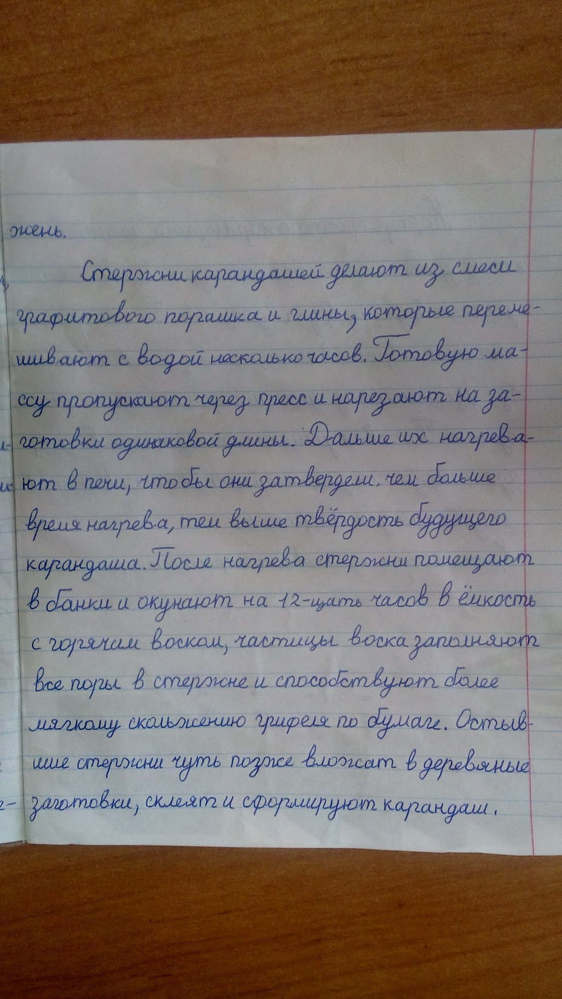 жень.
Стержни карандашей делают из смеси
графитового порашка и глины, которые переме-
шивают с водой несколько часов. Готовую ма-
ссу пропускают через пресс и нарезают на за-
готовки одинаковой длины. Дальше их нагрева-
ют в печи, чтобы они затвердели. чем больше
время нагрева, тем выше твёрдость будущего
карандаша. После нагрева стержни помещают
в банки и окунают на 12-щать часов в ёмкость
с горячим воском, частицы воска заполняют
все поры в стержне и способствуют более
мягкому скольжению грифеля по бумаге. Остыв-
шие стержни чуть позже вложат в деревяные
заготовки, склеят и сформируют карандаш.